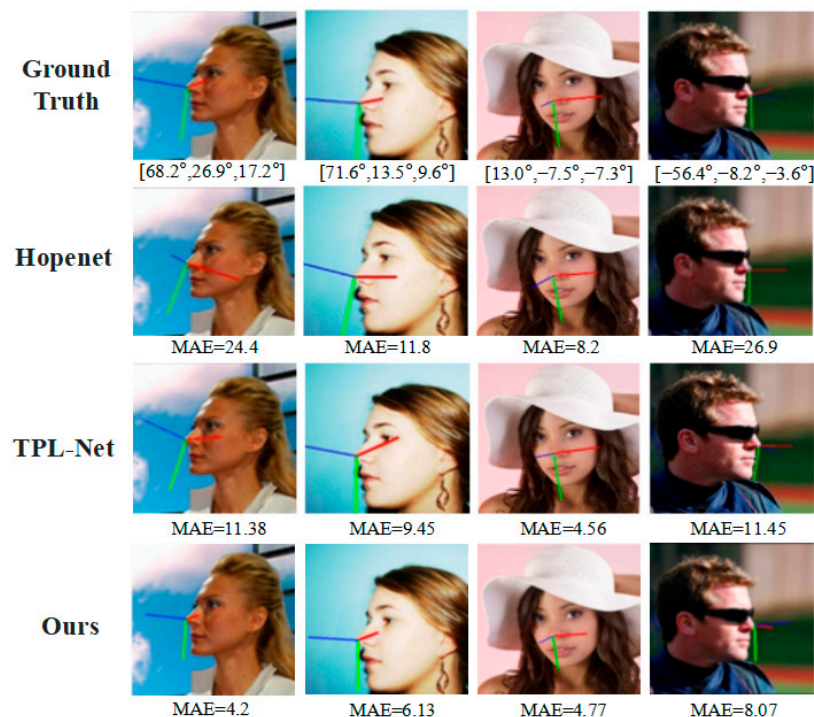 Ground
Truth
[68.2°,26.9°,17.2°] [71.6°,13.5°,9.6°] [13.0°,−7.5°,−7.3°] [−56.4°,−8.2°,−3.6°]
Hopenet
MAE=24.4 MAE=11.8 MAE=8.2 MAE=26.9
TPL-Net
MAE=11.38 MAE=9.45 MAE=4.56 MAE=11.45
Ours
MAE=4.2 MAE=6.13 MAE=4.77 MAE=8.07